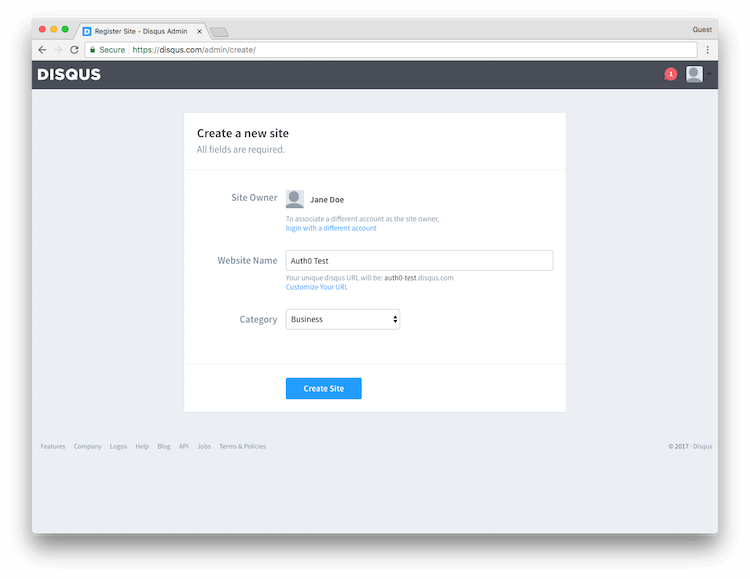 Register Site - Disqus Admin
Guest
Secure https://disqus.com/admin/create/
DISQUS
1
Create a new site
All fields are required.
Site Owner
Jane Doe
To associate a different account as the site owner,
login with a different account
Website Name
Auth0 Test
Your unique disqus URL will be: auth0-test.disqus.com
Customize Your URL
Category
Business
Create Site
Features Company Logos Help Blog API Jobs Terms & Policies
© 2017 · Disqus